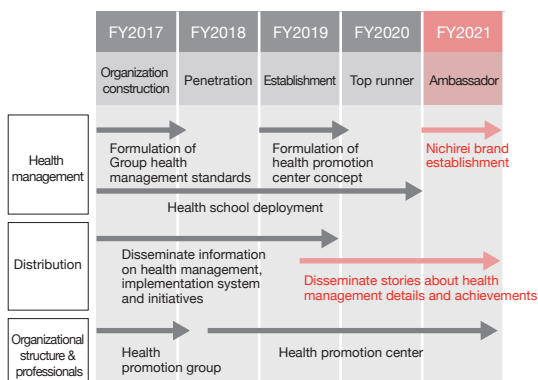 FY2017 FY2018 FY2019 FY2020 FY2021
Organization
construction
Penetration
Establishment
Top runner
Ambassador
Health
management
Formulation of
Group health
management standards
Formulation of
health promotion
center concept
Nichirei brand
establishment
Health school deployment
Distribution
Disseminate information
on health management,
implementation system
and initiatives
Disseminate stories about health
management details and achievements
Organizational
structure &
professionals
Health
promotion group
Health promotion center